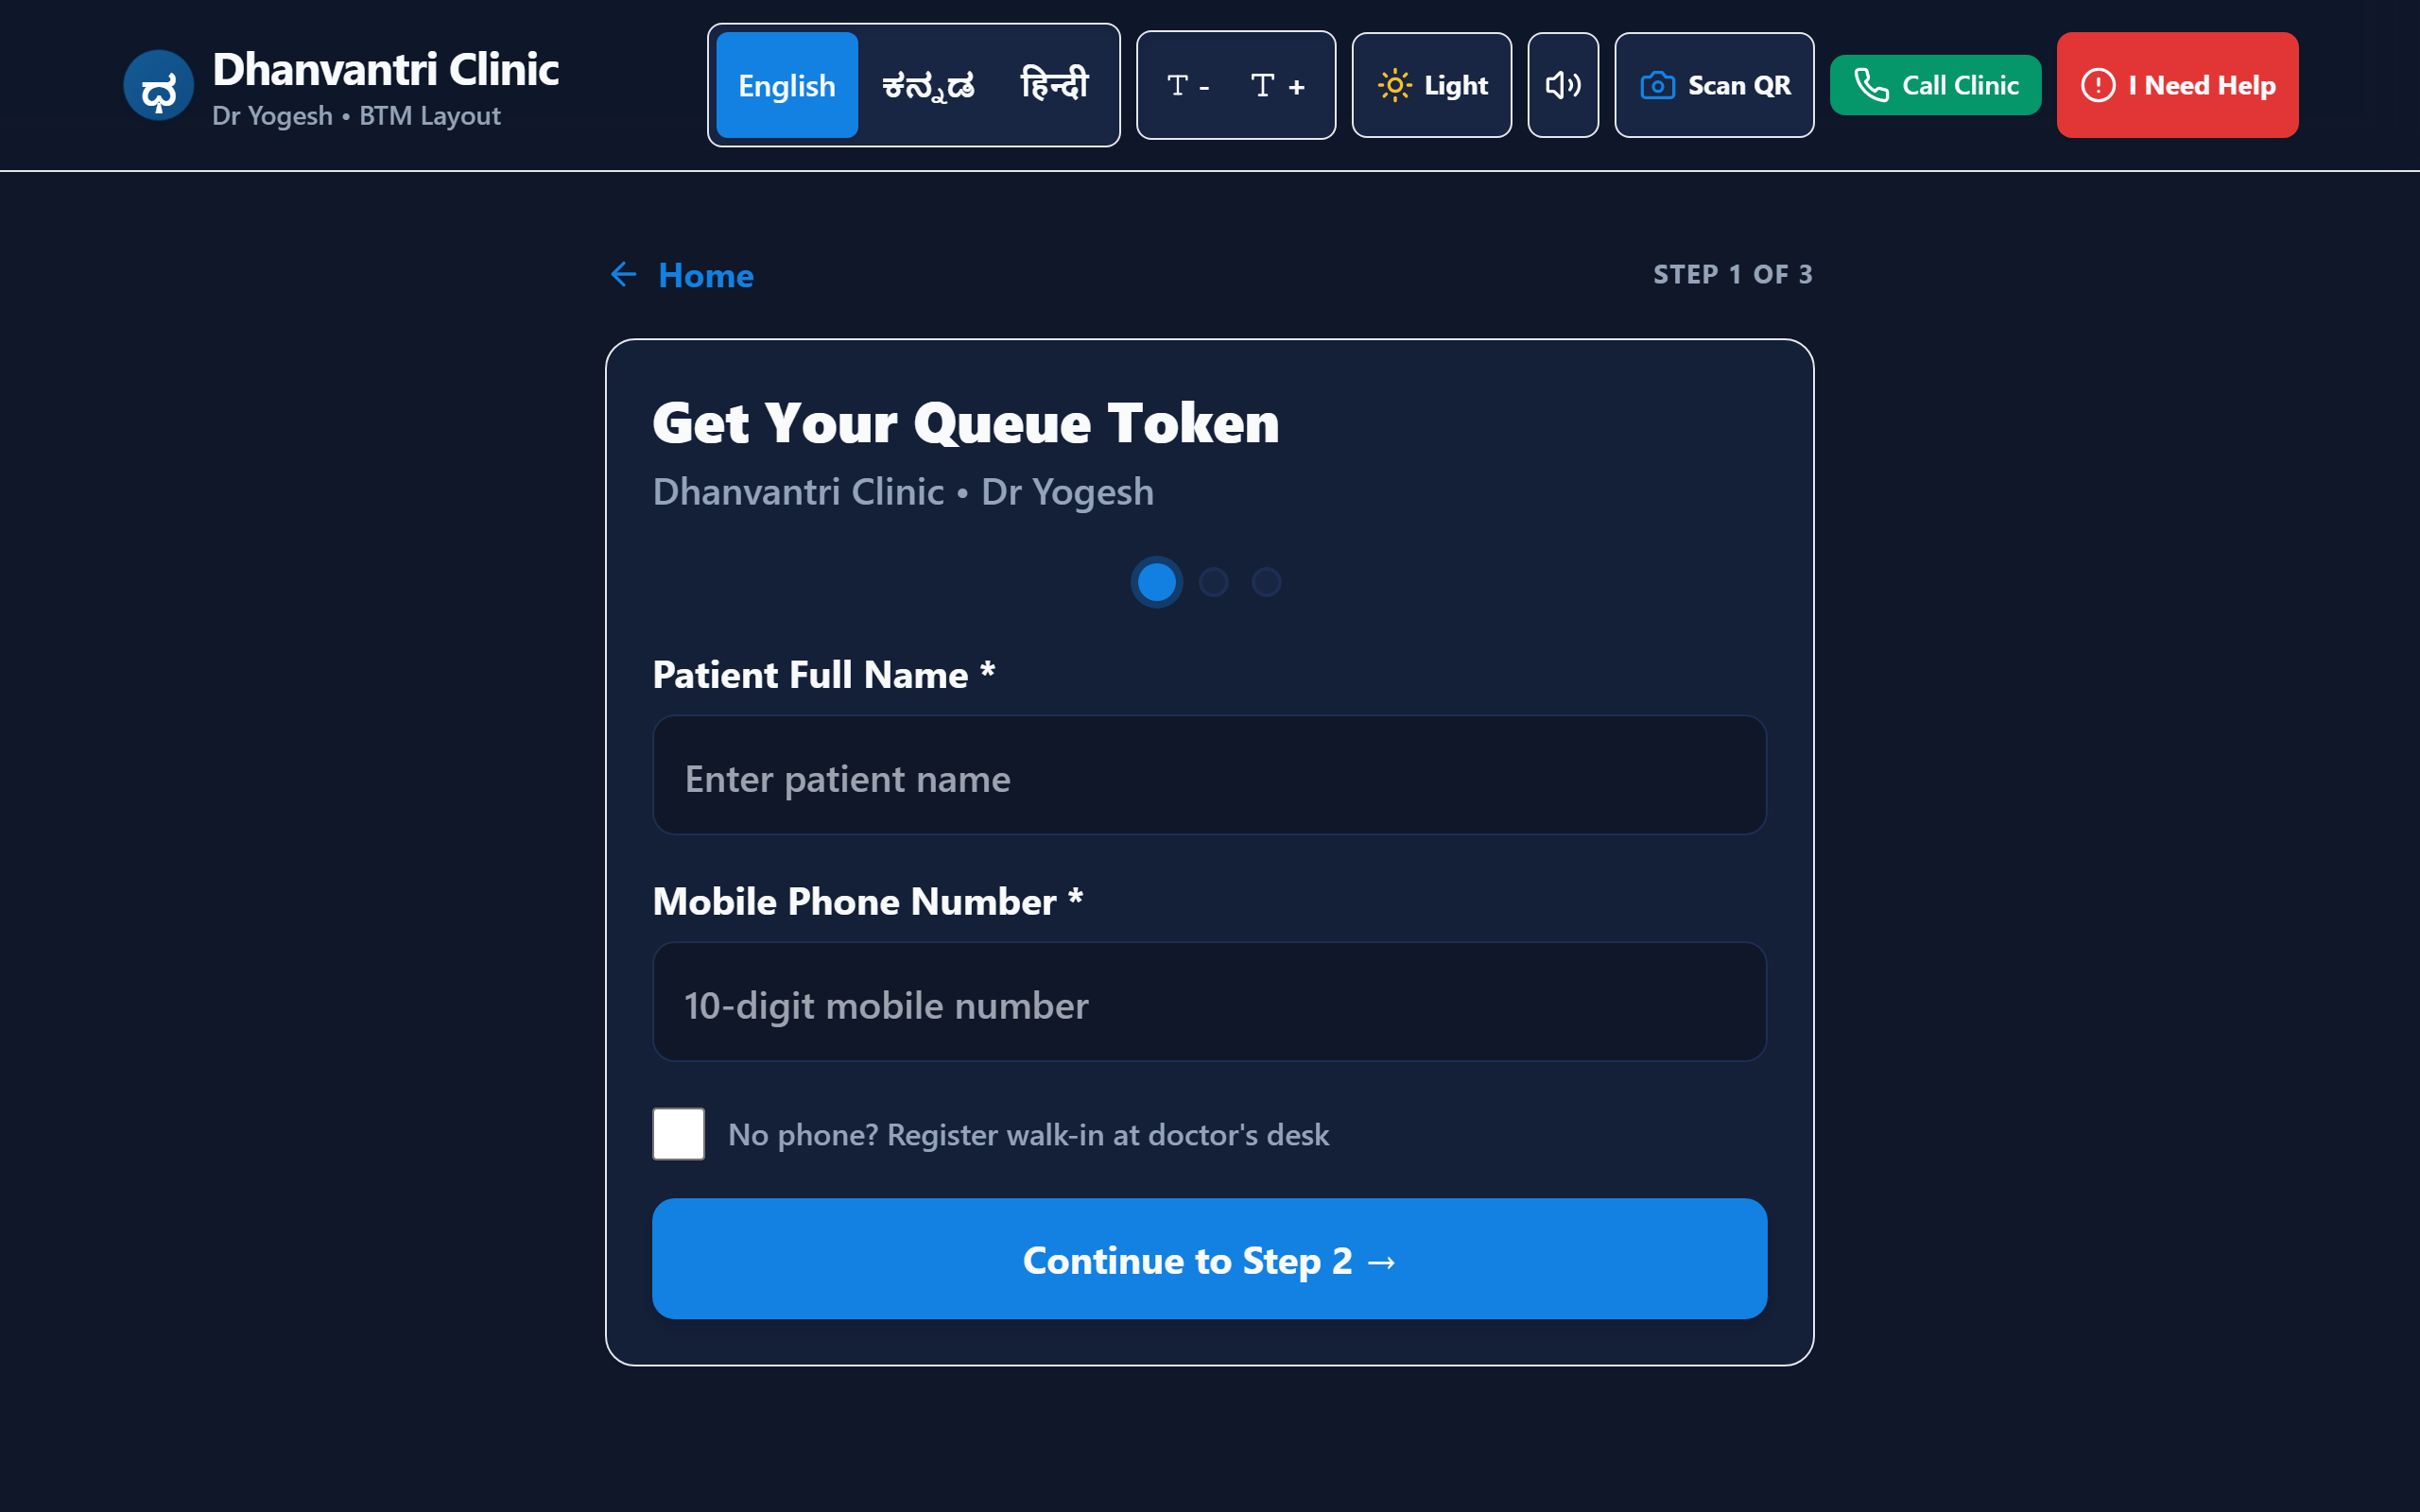 ಧ
Dhanvantri Clinic
Dr Yogesh • BTM Layout
English ಕನ್ನಡ हिन्दी
T - T +
Light
Scan QR
Call Clinic
I Need Help
← Home
STEP 1 OF 3
Get Your Queue Token
Dhanvantri Clinic • Dr Yogesh
Patient Full Name *
Enter patient name
Mobile Phone Number *
10-digit mobile number
No phone? Register walk-in at doctor's desk
Continue to Step 2 →